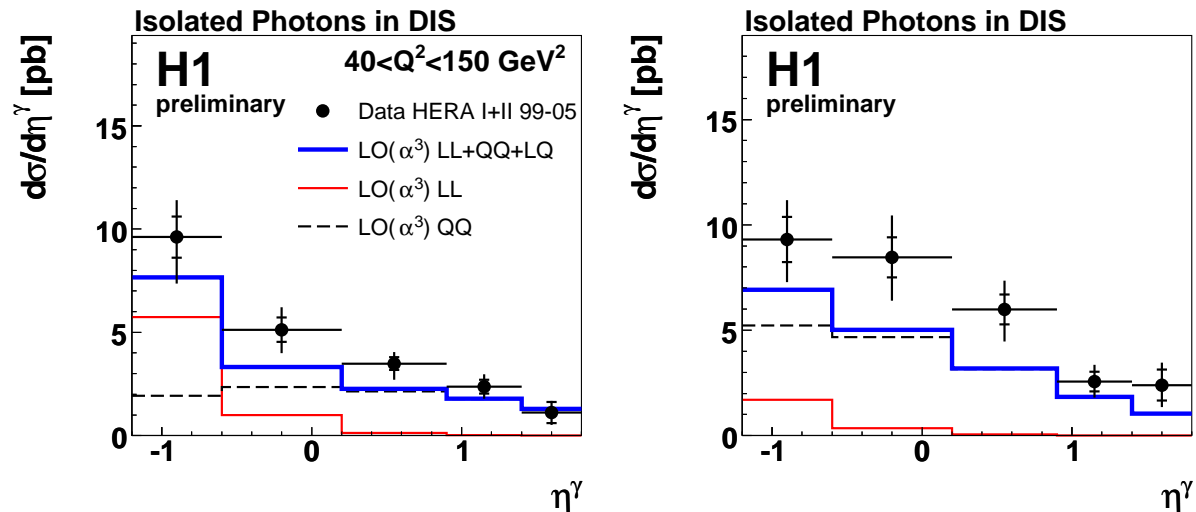 Isolated Photons in DIS
dσ/dη^γ [pb]
H1
preliminary
40<Q²<150 GeV²
Data HERA I+II 99-05
LO(α³) LL+QQ+LQ
LO(α³) LL
LO(α³) QQ
15
10
5
0
-1 0 1
η^γ
Isolated Photons in DIS
dσ/dη^γ [pb]
H1
preliminary
15
10
5
0
-1 0 1
η^γ